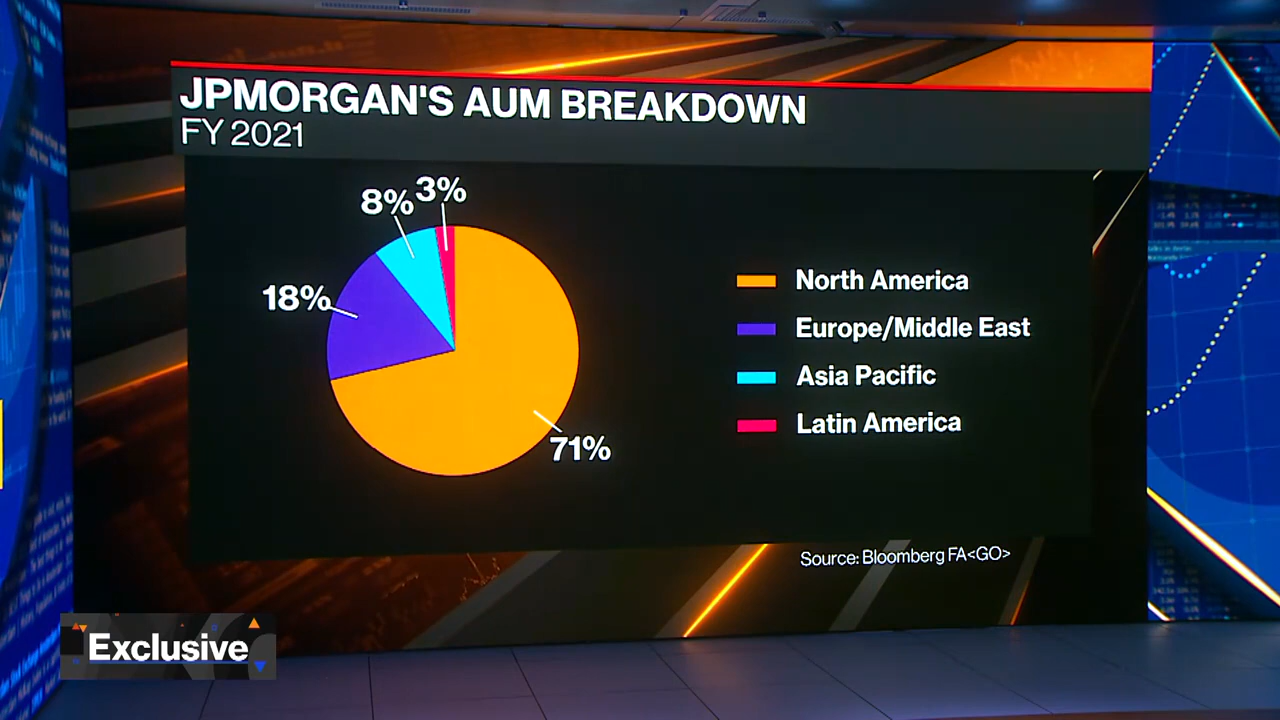 JPMORGAN'S AUM BREAKDOWN
FY 2021
8%
3%
18%
71%
North America
Europe/Middle East
Asia Pacific
Latin America
Source: Bloomberg FA<GO>
Exclusive